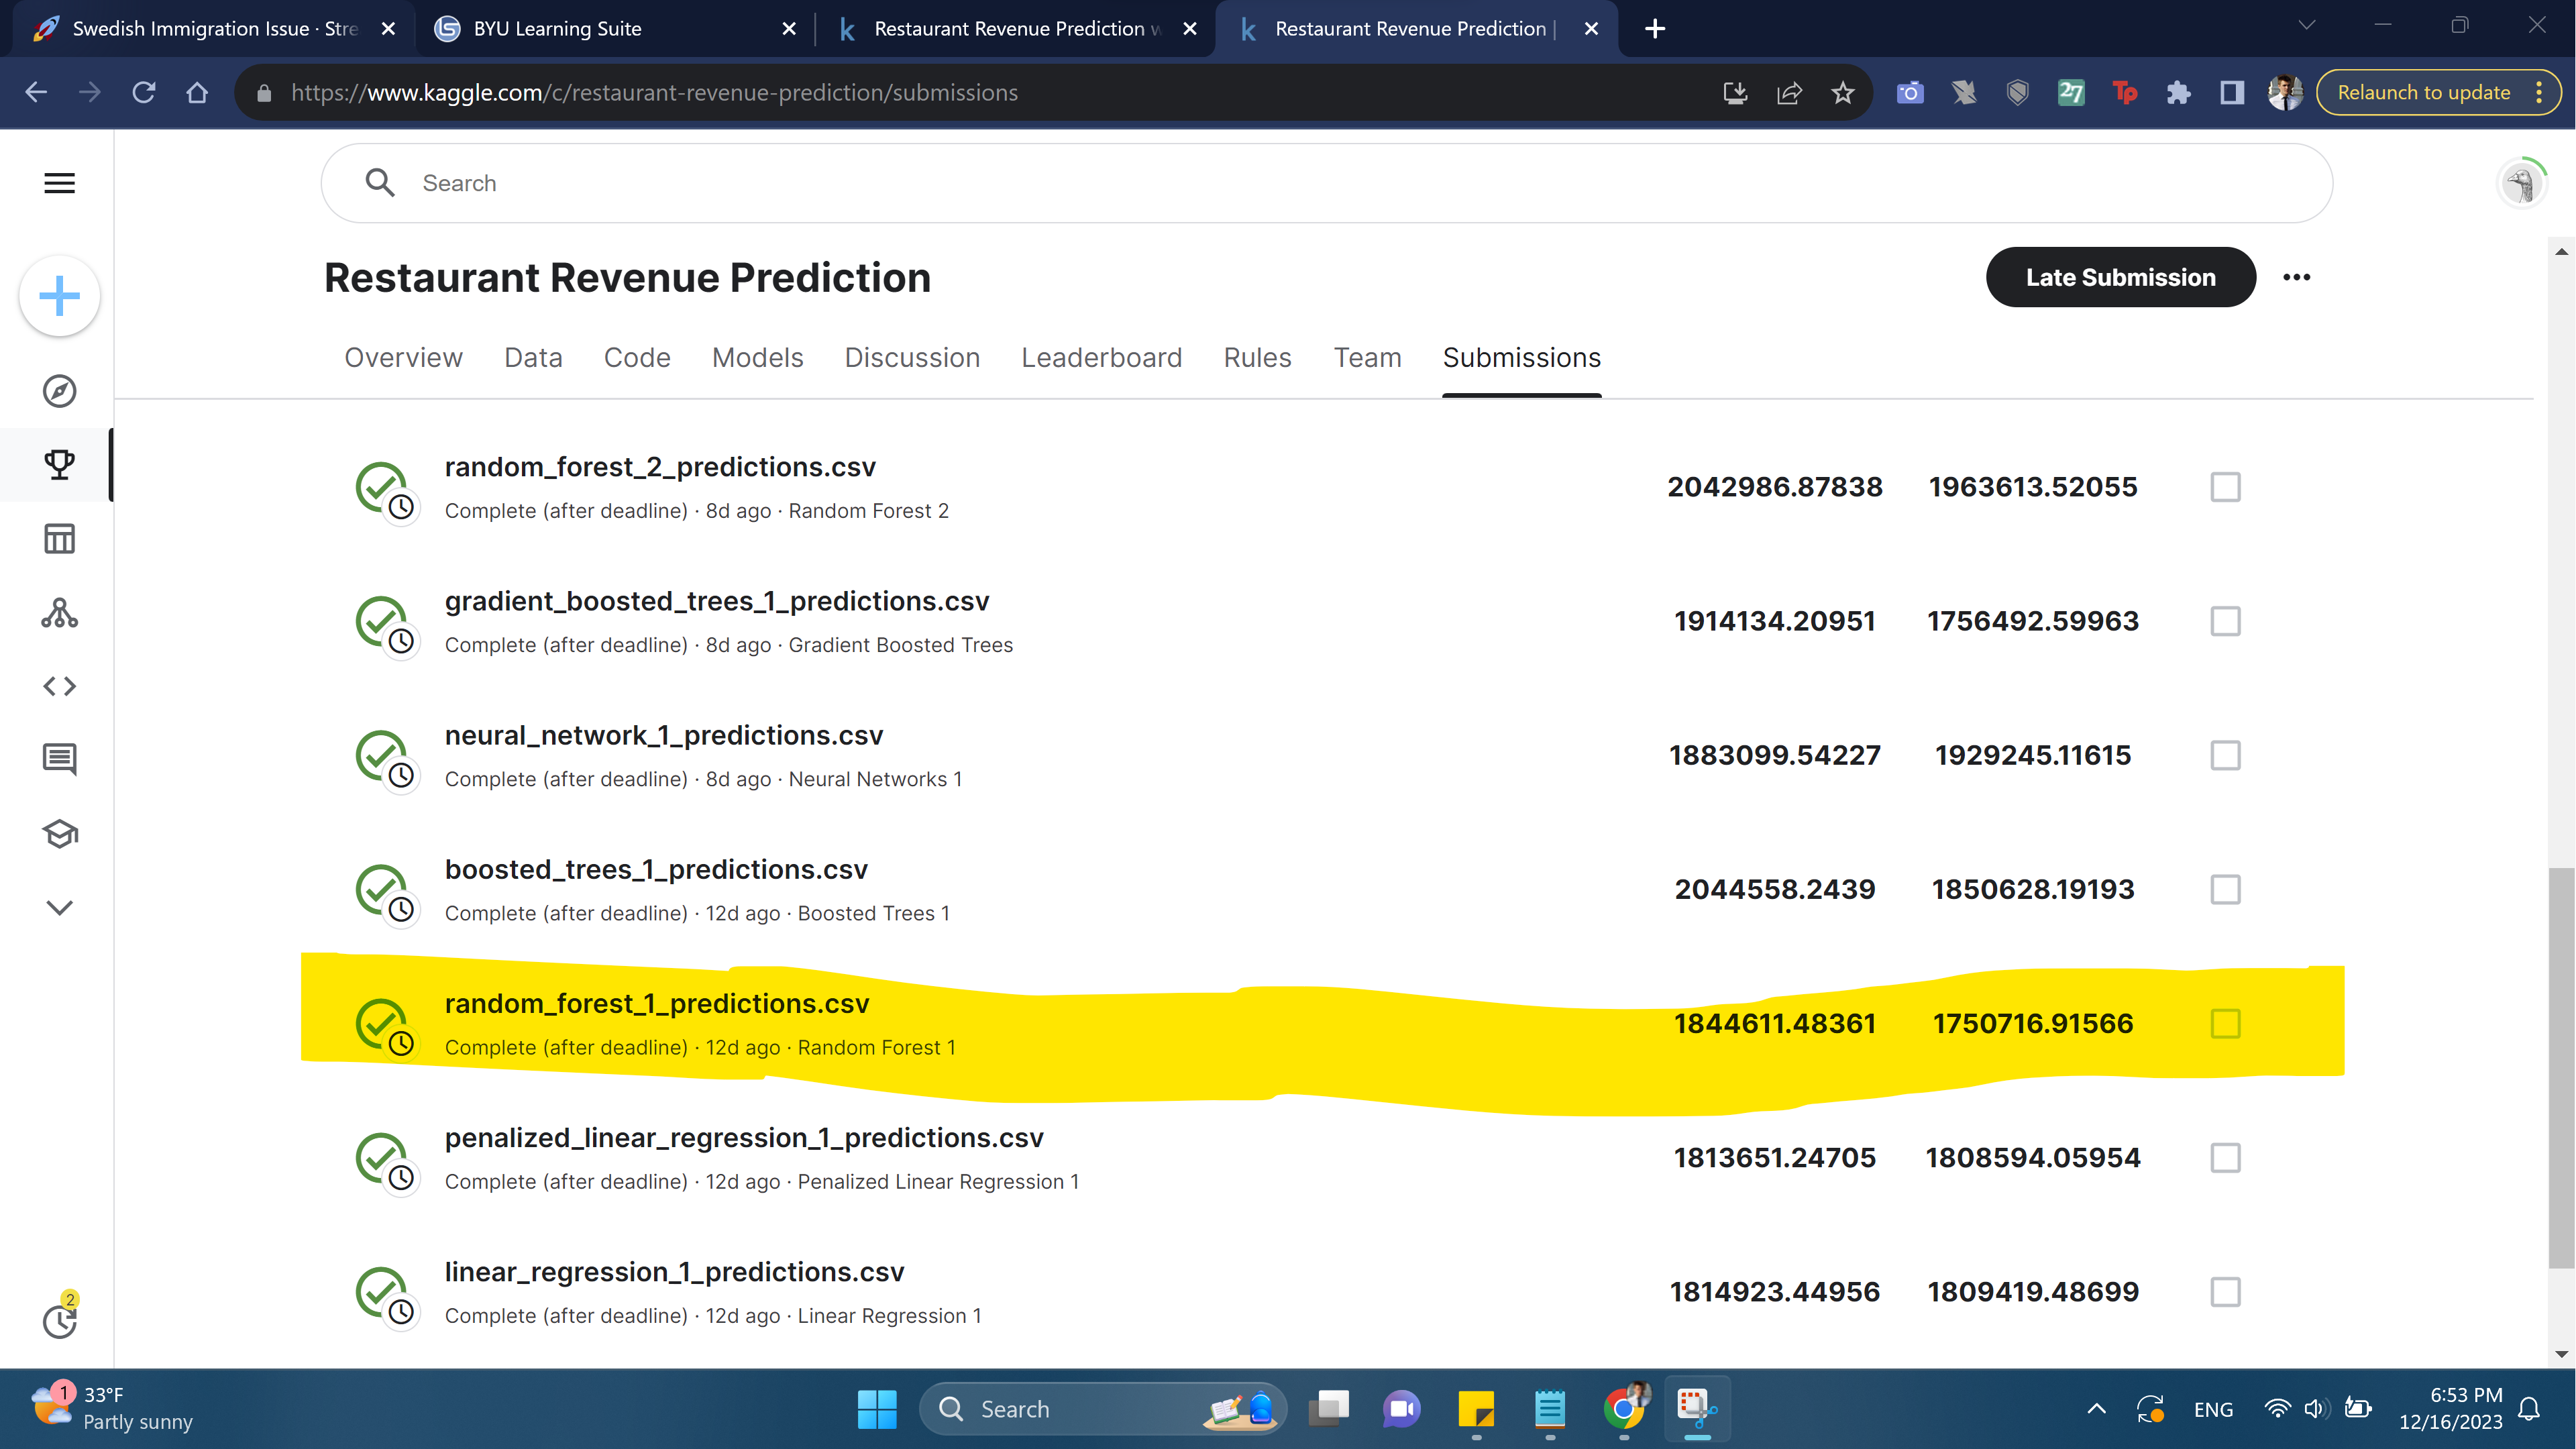 Swedish Immigration Issue · Stre
BYU Learning Suite
Restaurant Revenue Prediction w
Restaurant Revenue Prediction |
https://www.kaggle.com/c/restaurant-revenue-prediction/submissions
27
Tp
Relaunch to update
Search
Restaurant Revenue Prediction
Late Submission
Overview Data Code Models Discussion Leaderboard Rules Team Submissions
random_forest_2_predictions.csv
Complete (after deadline) · 8d ago · Random Forest 2
2042986.87838 1963613.52055
gradient_boosted_trees_1_predictions.csv
Complete (after deadline) · 8d ago · Gradient Boosted Trees
1914134.20951 1756492.59963
neural_network_1_predictions.csv
Complete (after deadline) · 8d ago · Neural Networks 1
1883099.54227 1929245.11615
boosted_trees_1_predictions.csv
Complete (after deadline) · 12d ago · Boosted Trees 1
2044558.2439 1850628.19193
random_forest_1_predictions.csv
Complete (after deadline) · 12d ago · Random Forest 1
1844611.48361 1750716.91566
penalized_linear_regression_1_predictions.csv
Complete (after deadline) · 12d ago · Penalized Linear Regression 1
1813651.24705 1808594.05954
linear_regression_1_predictions.csv
Complete (after deadline) · 12d ago · Linear Regression 1
1814923.44956 1809419.48699
2
1
33°F
Partly sunny
Search
ENG
6:53 PM
12/16/2023